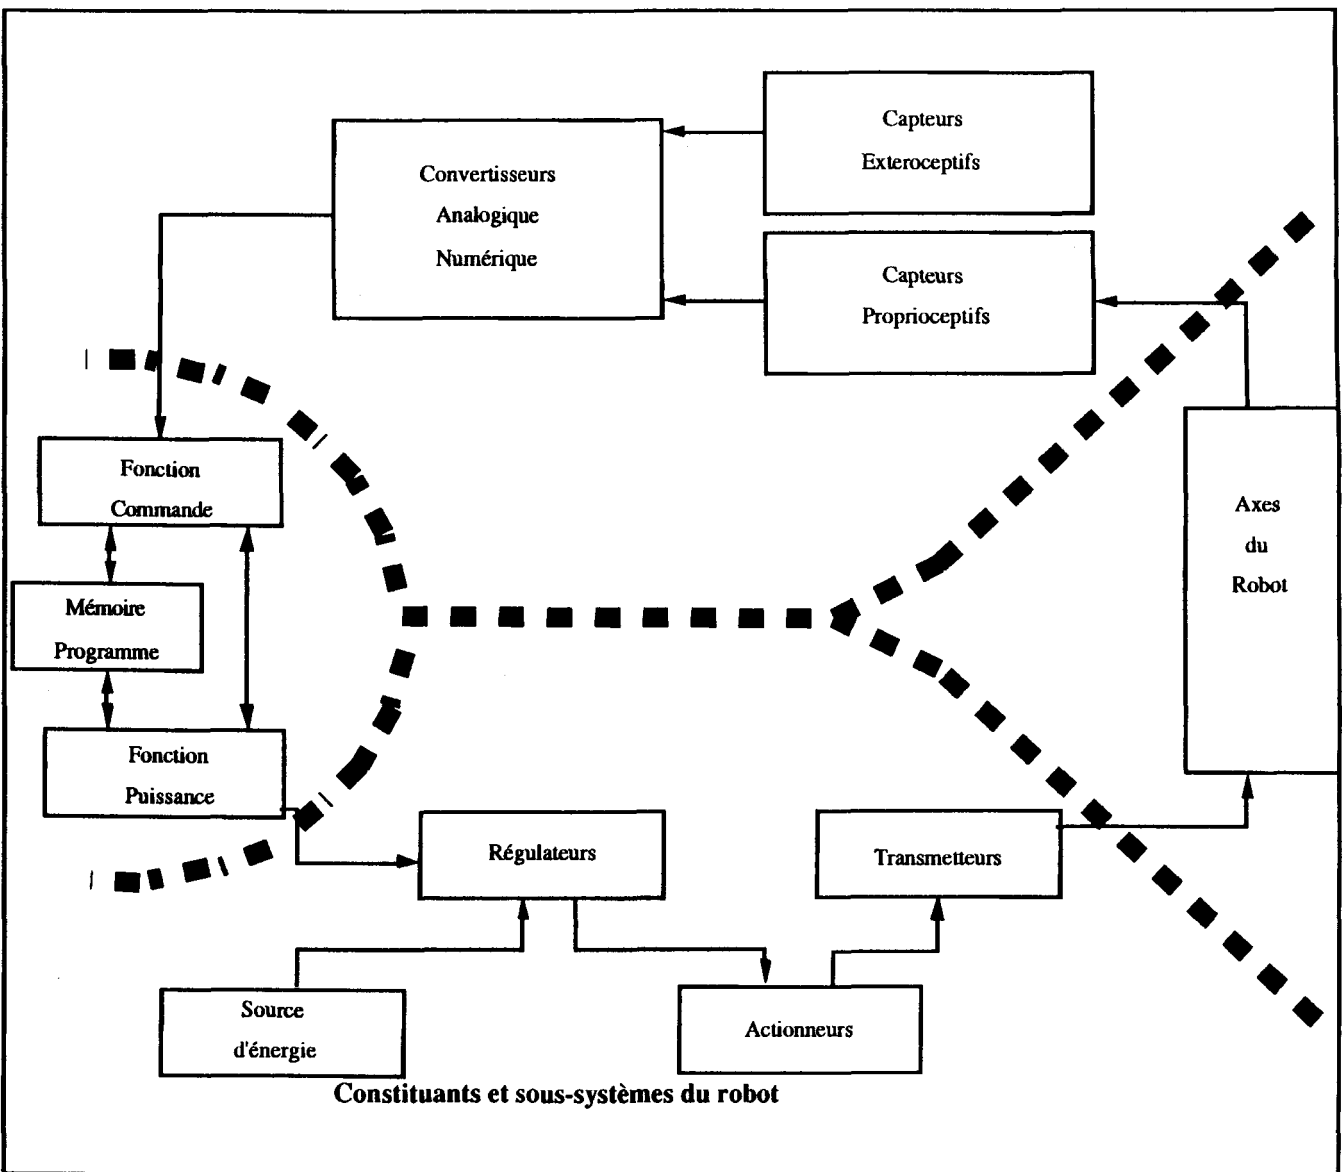 Capteurs
Exteroceptifs
Convertisseurs
Analogique
Numérique
Capteurs
Proprioceptifs
Fonction
Commande
Axes
du
Robot
Mémoire
Programme
Fonction
Puissance
Régulateurs
Transmetteurs
Source
d'énergie
Actionneurs
Constituants et sous-systèmes du robot